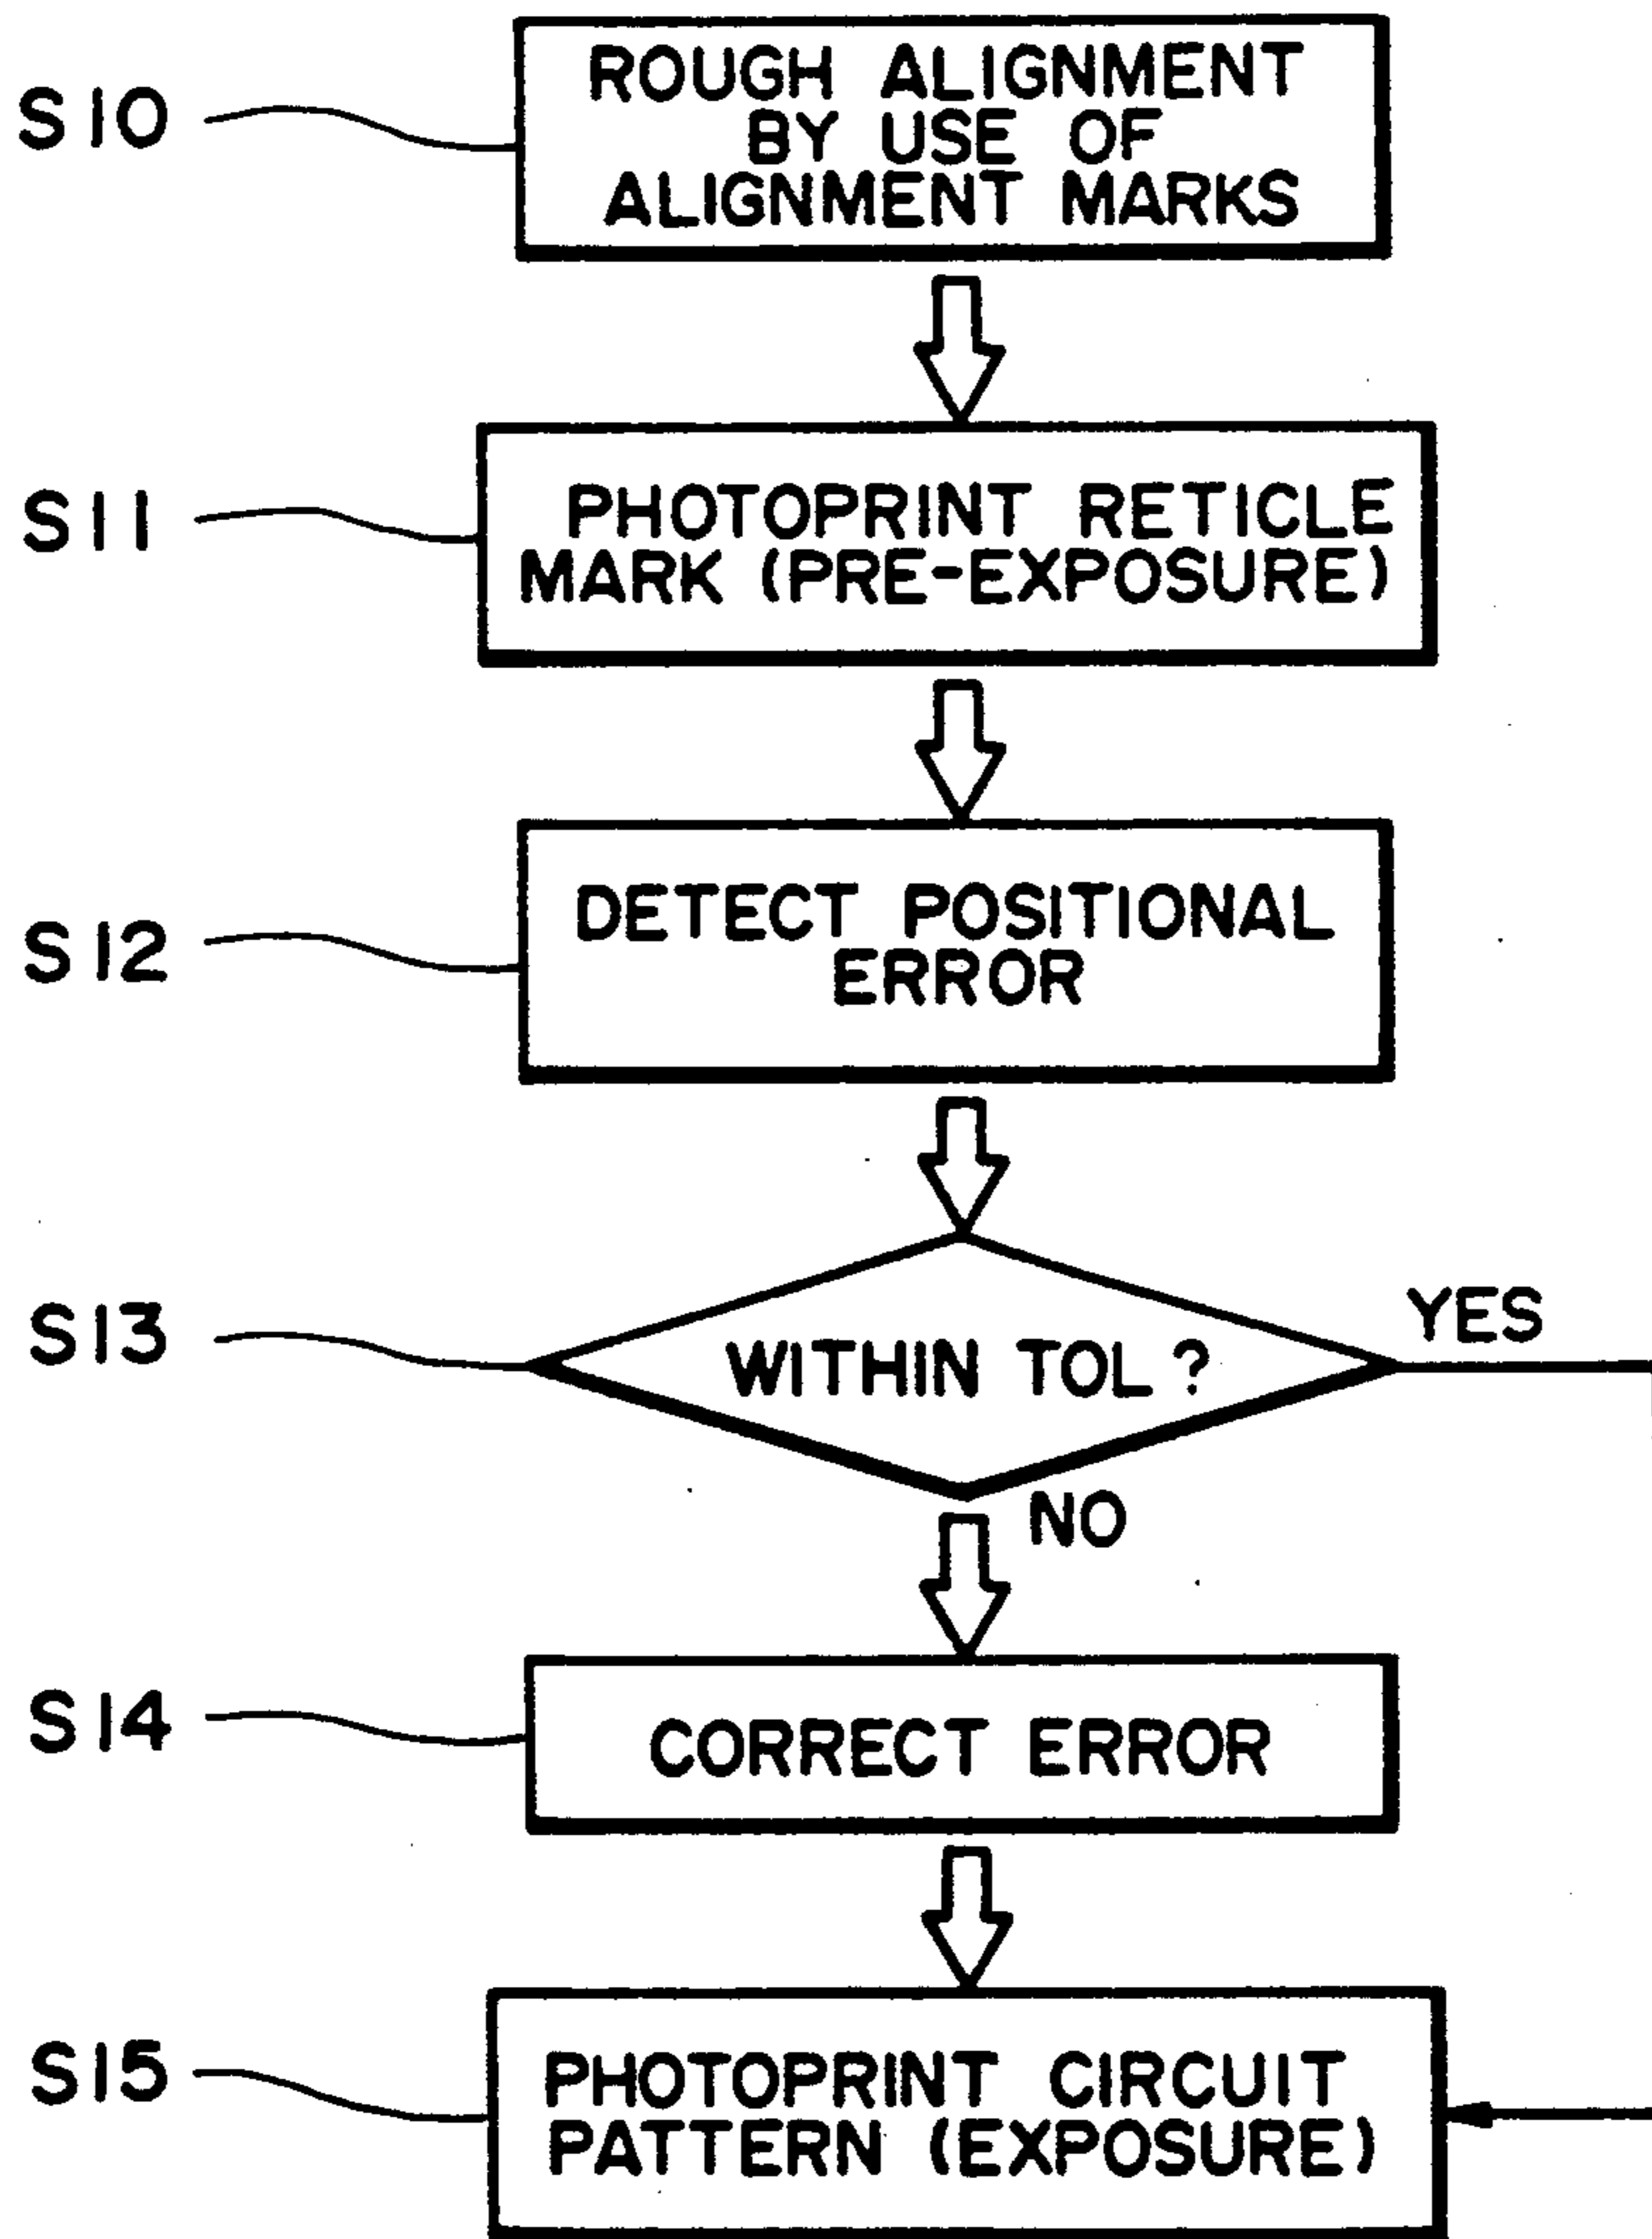 S10
ROUGH ALIGNMENT
BY USE OF
ALIGNMENT MARKS
S11
PHOTOPRINT RETICLE
MARK (PRE-EXPOSURE)
S12
DETECT POSITIONAL
ERROR
S13
WITHIN TOL ?
YES
NO
S14
CORRECT ERROR
S15
PHOTOPRINT CIRCUIT
PATTERN (EXPOSURE)